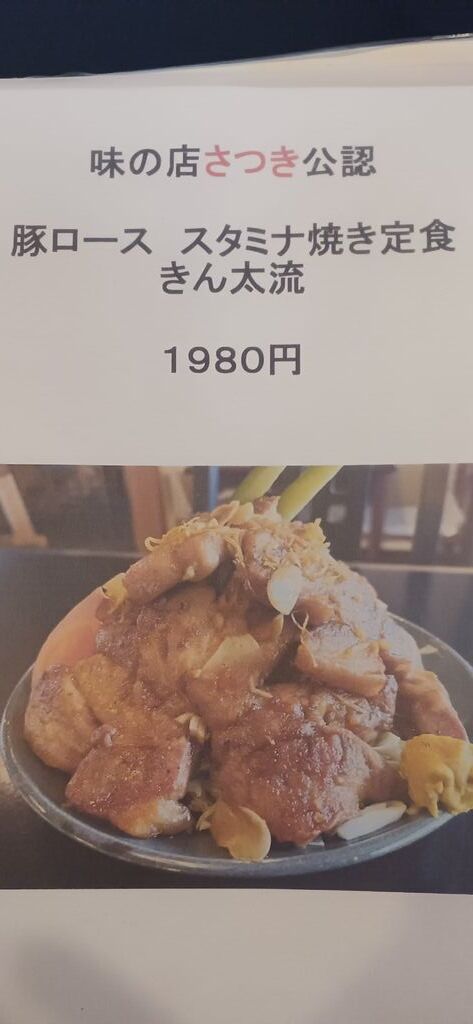 味の店さつき公認
豚ロース　スタミナ焼き定食
きん太流
1980円